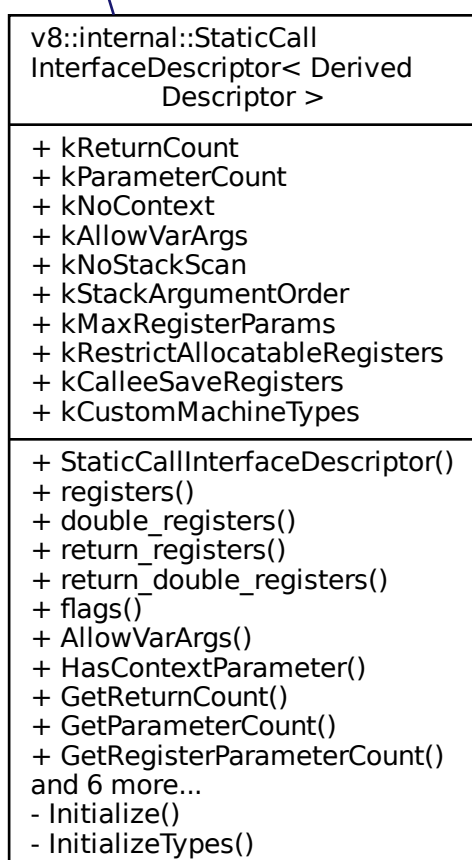 v8::internal::StaticCall
InterfaceDescriptor< Derived
Descriptor >
+ kReturnCount
+ kParameterCount
+ kNoContext
+ kAllowVarArgs
+ kNoStackScan
+ kStackArgumentOrder
+ kMaxRegisterParams
+ kRestrictAllocatableRegisters
+ kCalleeSaveRegisters
+ kCustomMachineTypes
+ StaticCallInterfaceDescriptor()
+ registers()
+ double_registers()
+ return_registers()
+ return_double_registers()
+ flags()
+ AllowVarArgs()
+ HasContextParameter()
+ GetReturnCount()
+ GetParameterCount()
+ GetRegisterParameterCount()
and 6 more...
- Initialize()
- InitializeTypes()